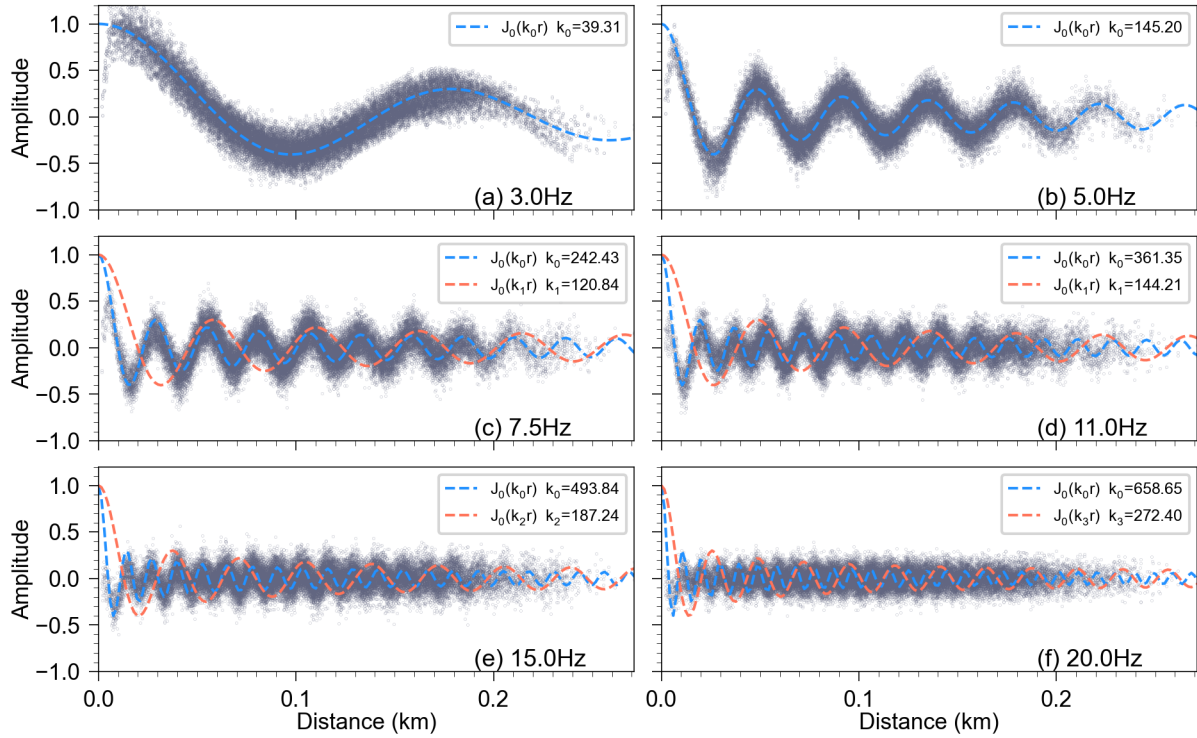 1.0
0.5
0.0
−0.5
−1.0
Amplitude
J₀(k₀r) k₀=39.31
(a) 3.0Hz
J₀(k₀r) k₀=145.20
(b) 5.0Hz
1.0
0.5
0.0
−0.5
−1.0
Amplitude
J₀(k₀r) k₀=242.43
J₀(k₁r) k₁=120.84
(c) 7.5Hz
J₀(k₀r) k₀=361.35
J₀(k₁r) k₁=144.21
(d) 11.0Hz
1.0
0.5
0.0
−0.5
−1.0
Amplitude
J₀(k₀r) k₀=493.84
J₀(k₂r) k₂=187.24
(e) 15.0Hz
0.0 0.1 0.2
Distance (km)
J₀(k₀r) k₀=658.65
J₀(k₃r) k₃=272.40
(f) 20.0Hz
0.0 0.1 0.2
Distance (km)